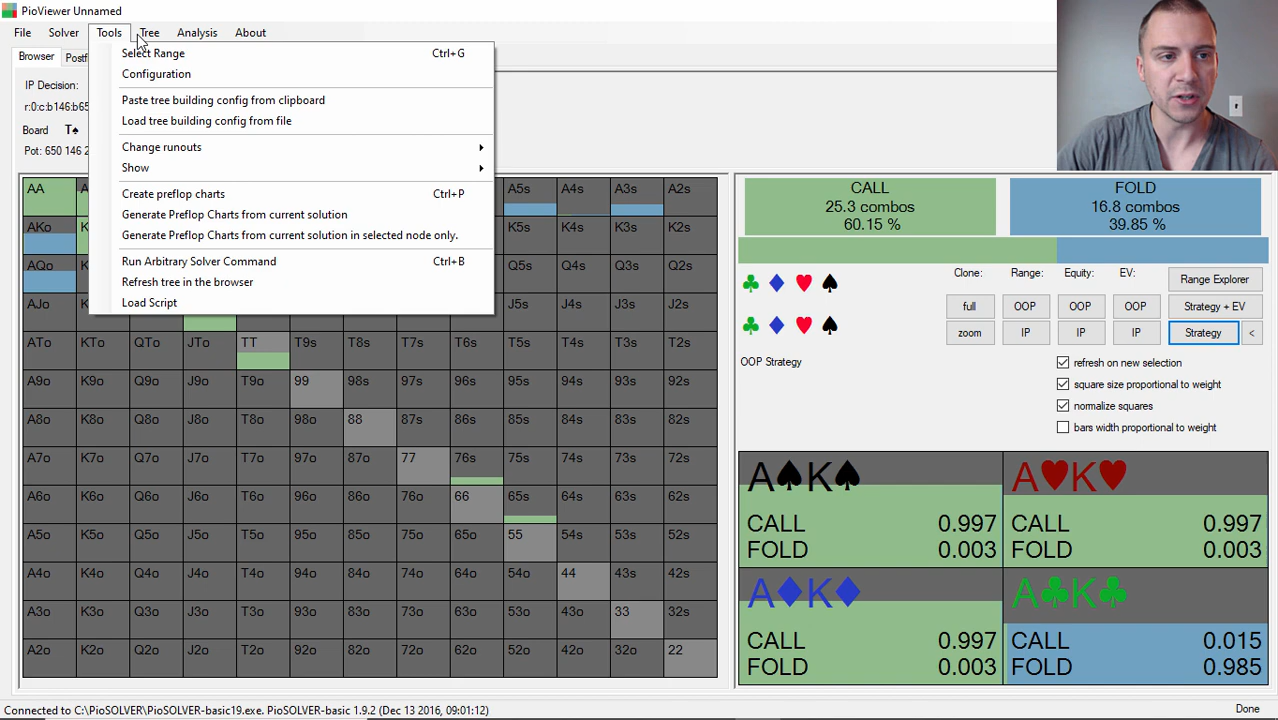 PioViewer Unnamed
File Solver Tools Tree Analysis About
Browser Postf
Select Range Ctrl+G
Configuration
Paste tree building config from clipboard
Load tree building config from file
Change runouts
Show
Create preflop charts Ctrl+P
Generate Preflop Charts from current solution
Generate Preflop Charts from current solution in selected node only.
Run Arbitrary Solver Command Ctrl+B
Refresh tree in the browser
Load Script
IP Decision:
r:0:c:b146:b65
Board T♠
Pot: 650 146 2
AA A A5s A4s A3s A2s
AKo K K5s K4s K3s K2s
AQo K Q5s Q4s Q3s Q2s
AJo J5s J4s J3s J2s
ATo KTo QTo JTo TT T9s T8s T7s T6s T5s T4s T3s T2s
A9o K9o Q9o J9o T9o 99 98s 97s 96s 95s 94s 93s 92s
A8o K8o Q8o J8o T8o 98o 88 87s 86s 85s 84s 83s 82s
A7o K7o Q7o J7o T7o 97o 87o 77 76s 75s 74s 73s 72s
A6o K6o Q6o J6o T6o 96o 86o 76o 66 65s 64s 63s 62s
A5o K5o Q5o J5o T5o 95o 85o 75o 65o 55 54s 53s 52s
A4o K4o Q4o J4o T4o 94o 84o 74o 64o 54o 44 43s 42s
A3o K3o Q3o J3o T3o 93o 83o 73o 63o 53o 43o 33 32s
A2o K2o Q2o J2o T2o 92o 82o 72o 62o 52o 42o 32o 22
CALL
25.3 combos
60.15 %
FOLD
16.8 combos
39.85 %
♣ ♦ ♥ ♠
♣ ♦ ♥ ♠
Clone: Range: Equity: EV: Range Explorer
full OOP OOP OOP Strategy + EV
zoom IP IP IP Strategy <
OOP Strategy
refresh on new selection
square size proportional to weight
normalize squares
bars width proportional to weight
A♠K♠
CALL 0.997
FOLD 0.003
A♥K♥
CALL 0.997
FOLD 0.003
A♦K♦
CALL 0.997
FOLD 0.003
A♣K♣
CALL 0.015
FOLD 0.985
Connected to C:\PioSOLVER\PioSOLVER-basic19.exe. PioSOLVER-basic 1.9.2 (Dec 13 2016, 09:01:12) Done